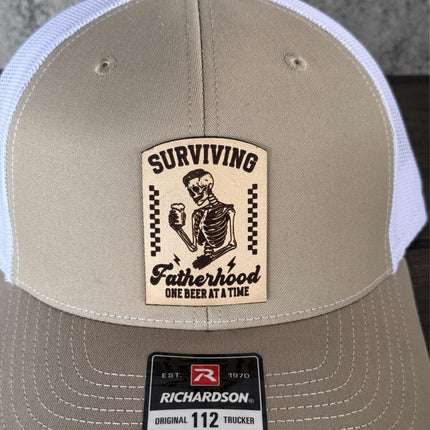 SURVIVING
Fatherhood
ONE BEER AT A TIME
EST. R 1970
RICHARDSON®
ORIGINAL 112 TRUCKER